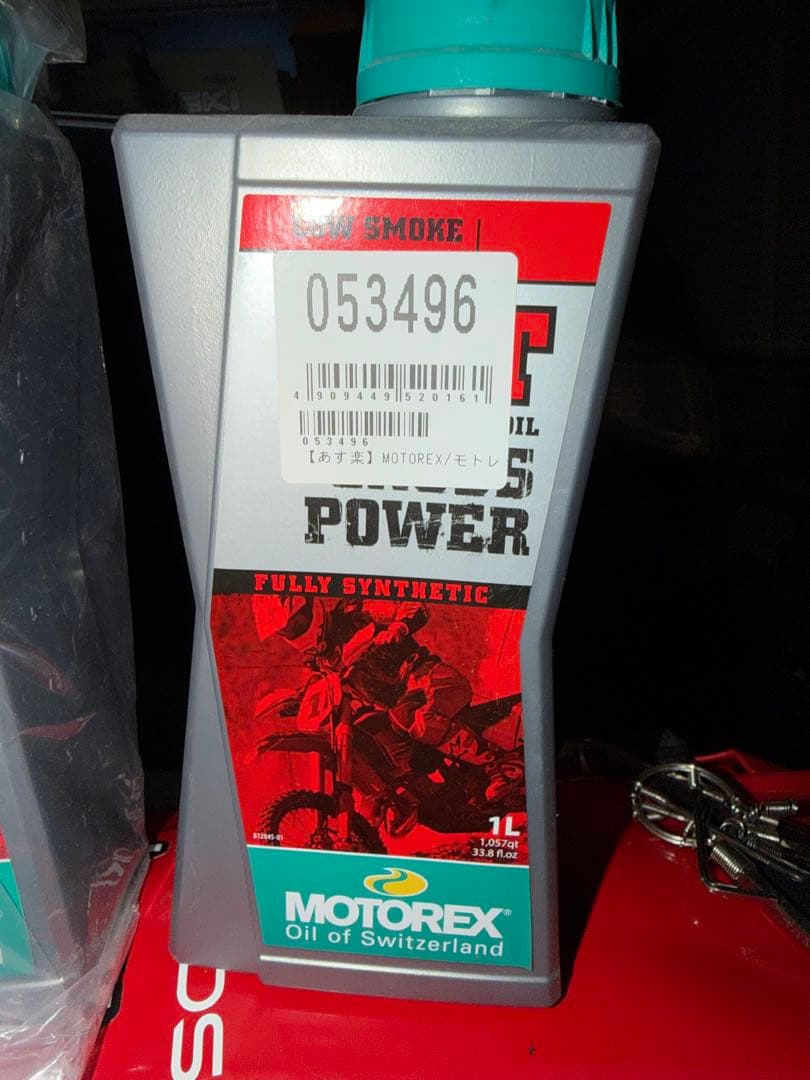 LOW SMOKE
053496
4 909449 520161
T
OIL
053496
【あす楽】MOTOREX/モトレ
POWER
FULLY SYNTHETIC
1L
1,057qt
33.8 fl.oz
MOTOREX®
Oil of Switzerland